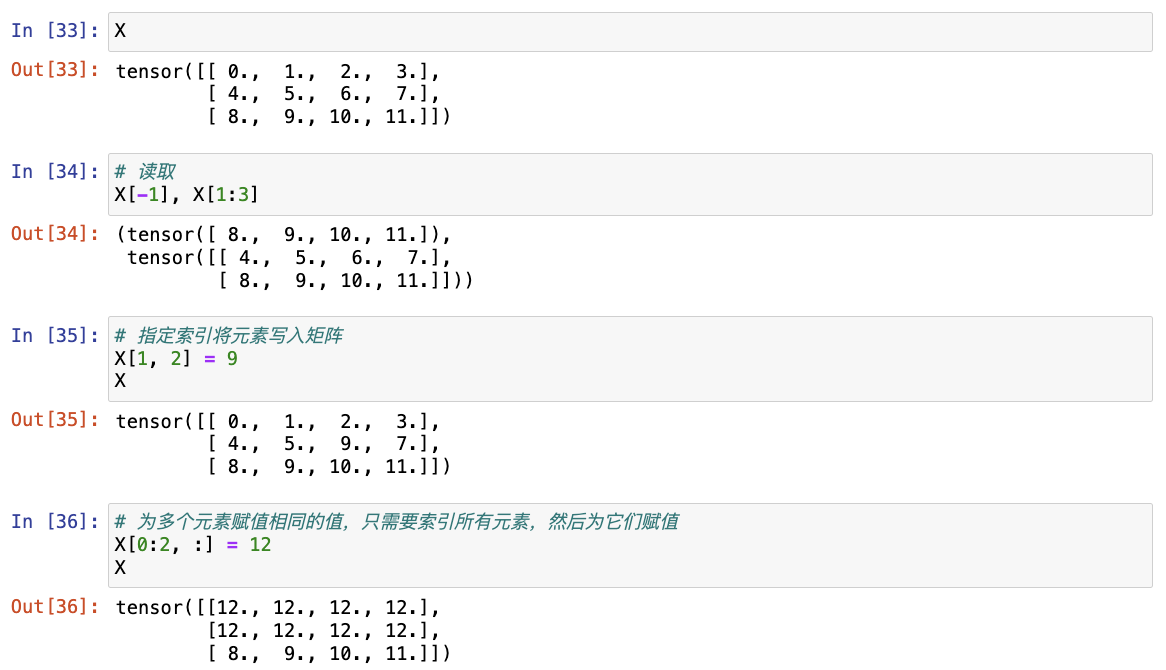 In [33]: X
Out[33]: tensor([[ 0.,  1.,  2.,  3.],
        [ 4.,  5.,  6.,  7.],
        [ 8.,  9., 10., 11.]])
In [34]: # 读取
X[-1], X[1:3]
Out[34]: (tensor([ 8.,  9., 10., 11.]),
 tensor([[ 4.,  5.,  6.,  7.],
         [ 8.,  9., 10., 11.]]))
In [35]: # 指定索引将元素写入矩阵
X[1, 2] = 9
X
Out[35]: tensor([[ 0.,  1.,  2.,  3.],
        [ 4.,  5.,  9.,  7.],
        [ 8.,  9., 10., 11.]])
In [36]: # 为多个元素赋值相同的值，只需要索引所有元素，然后为它们赋值
X[0:2, :] = 12
X
Out[36]: tensor([[12., 12., 12., 12.],
        [12., 12., 12., 12.],
        [ 8.,  9., 10., 11.]])